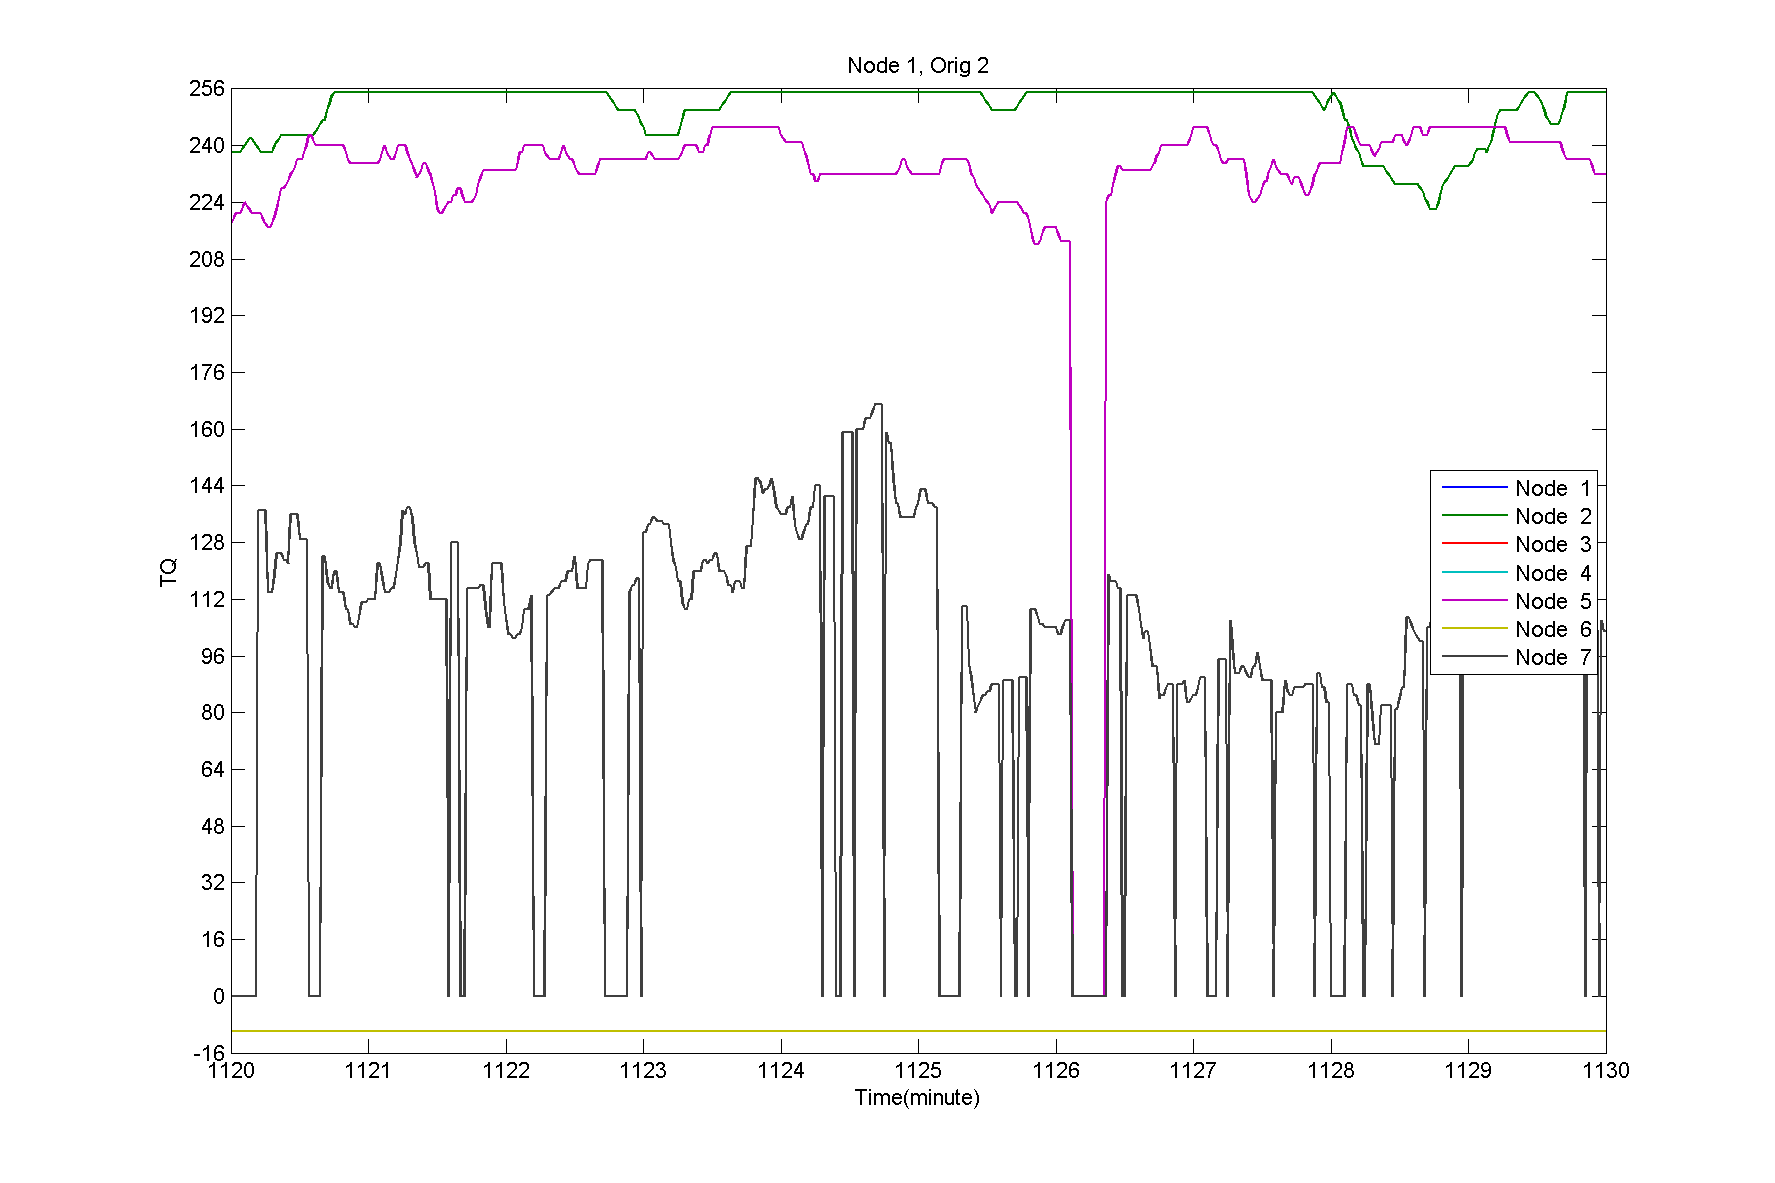 Node 1, Orig 2
256
240
224
208
192
176
160
144
128
112
96
80
64
48
32
16
0
-16
TQ
Node 1
Node 2
Node 3
Node 4
Node 5
Node 6
Node 7
1120 1121 1122 1123 1124 1125 1126 1127 1128 1129 1130
Time(minute)